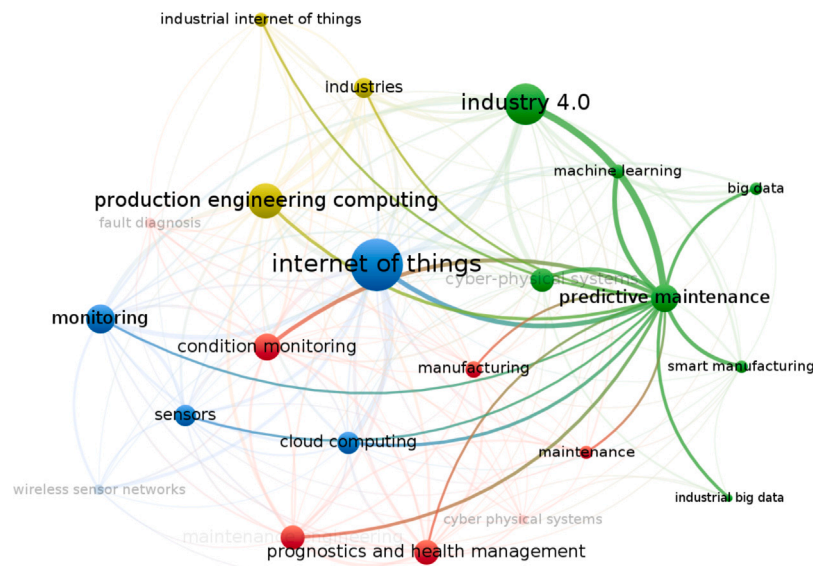 industrial internet of things
industries
industry 4.0
machine learning
big data
production engineering computing
fault diagnosis
internet of things
cyber-physical systems
predictive maintenance
monitoring
condition monitoring
manufacturing
smart manufacturing
sensors
cloud computing
maintenance
wireless sensor networks
industrial big data
cyber physical systems
maintenance engineering
prognostics and health management